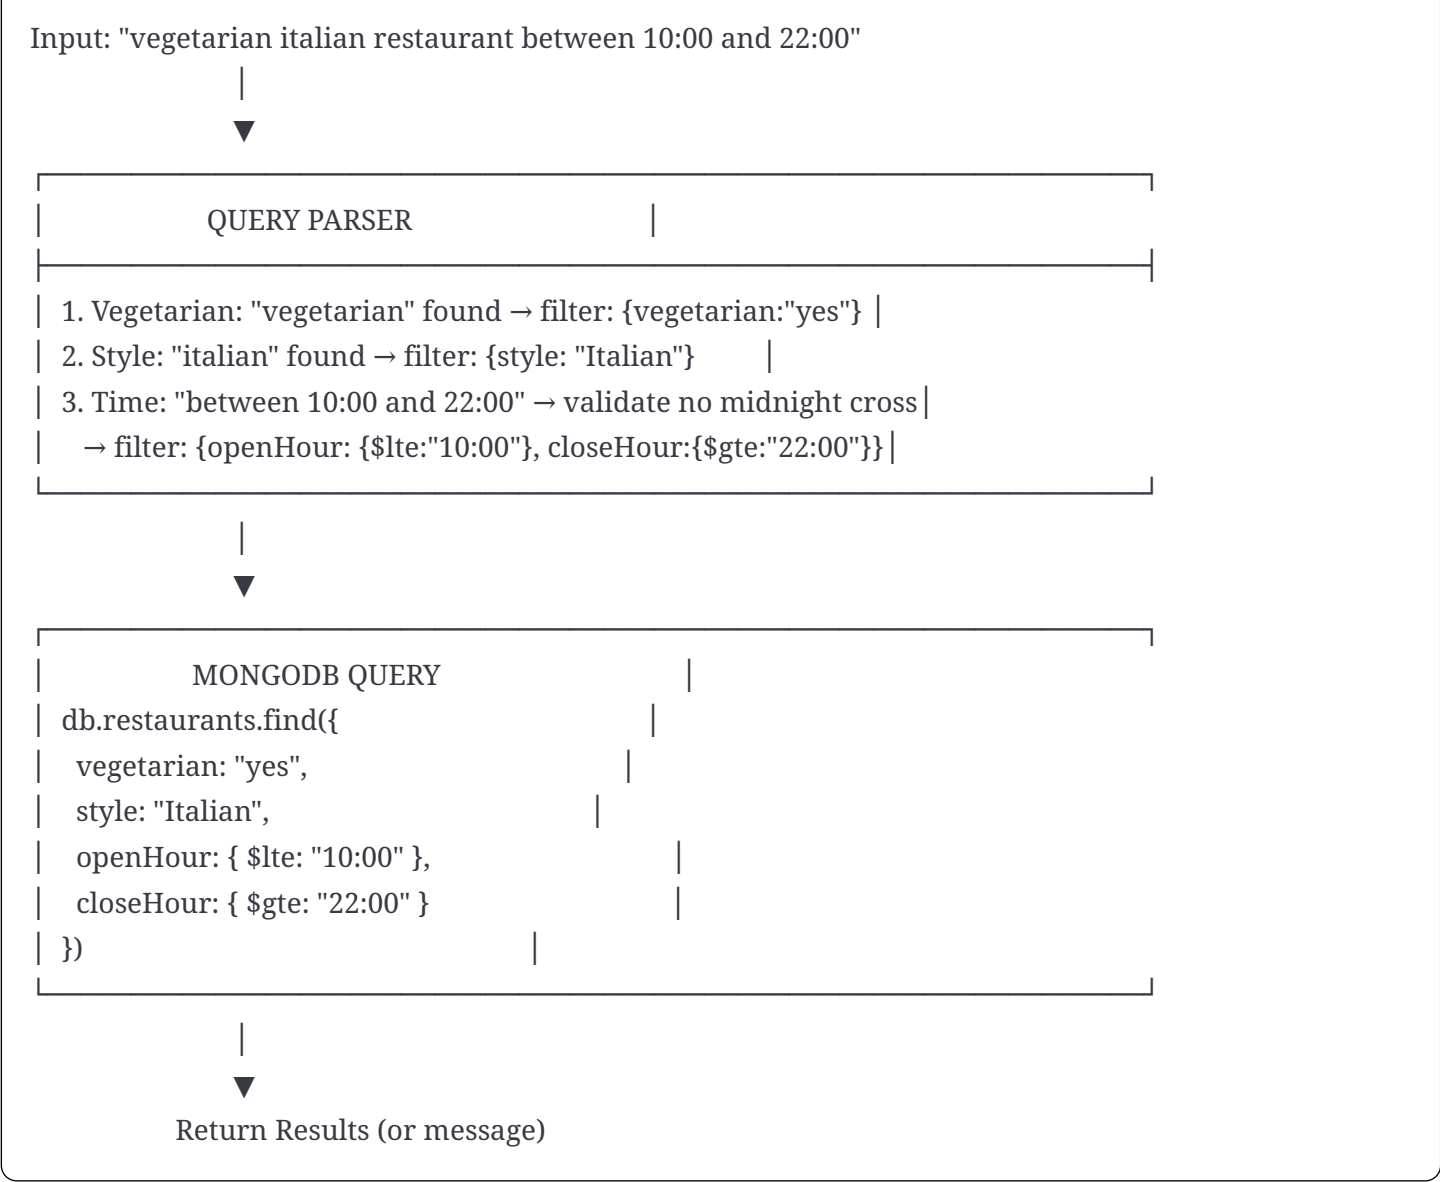 Input: "vegetarian italian restaurant between 10:00 and 22:00"
QUERY PARSER
1. Vegetarian: "vegetarian" found → filter: {vegetarian:"yes"}
2. Style: "italian" found → filter: {style: "Italian"}
3. Time: "between 10:00 and 22:00" → validate no midnight cross
→ filter: {openHour: {$lte:"10:00"}, closeHour:{$gte:"22:00"}}
MONGODB QUERY
db.restaurants.find({
vegetarian: "yes",
style: "Italian",
openHour: { $lte: "10:00" },
closeHour: { $gte: "22:00" }
})
Return Results (or message)